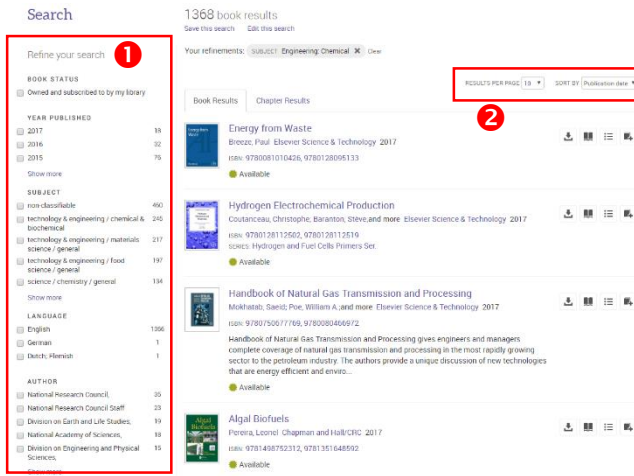 Search
Refine your search
1
BOOK STATUS
Owned and subscribed to by my library
YEAR PUBLISHED
2017 18
2016 32
2015 76
Show more
SUBJECT
non-classifiable 460
technology & engineering / chemical & 245
biochemical
technology & engineering / materials 217
science / general
technology & engineering / food 197
science / general
science / chemistry / general 134
Show more
LANGUAGE
English 1366
German 1
Dutch; Flemish 1
AUTHOR
National Research Council, 35
National Research Council Staff 23
Division on Earth and Life Studies, 19
National Academy of Sciences, 18
Division on Engineering and Physical 15
Sciences,
Show more
1368 book results
Save this search Edit this search
Your refinements: SUBJECT Engineering: Chemical X Clear
RESULTS PER PAGE 10 SORT BY Publication date
2
Book Results Chapter Results
Energy from Waste
Breeze, Paul Elsevier Science & Technology 2017
ISBN: 9780081010426, 9780128095133
Available
Hydrogen Electrochemical Production
Coutanceau, Christophe, Baranton, Steve,and more Elsevier Science & Technology 2017
ISBN: 9780128112502, 9780128112519
SERIES: Hydrogen and Fuel Cells Primers Ser.
Available
Handbook of Natural Gas Transmission and Processing
Mokhatab, Saeid; Poe, William A.;and more Elsevier Science & Technology 2017
ISBN: 9780750677769, 9780080466972
Handbook of Natural Gas Transmission and Processing gives engineers and managers
complete coverage of natural gas transmission and processing in the most rapidly growing
sector to the petroleum industry. The authors provide a unique discussion of new technologies
that are energy efficient and enviro...
Available
Algal
Biofuels
Algal Biofuels
Pereira, Leonel Chapman and Hall/CRC 2017
ISBN: 9781498752312, 9781351648592
Available